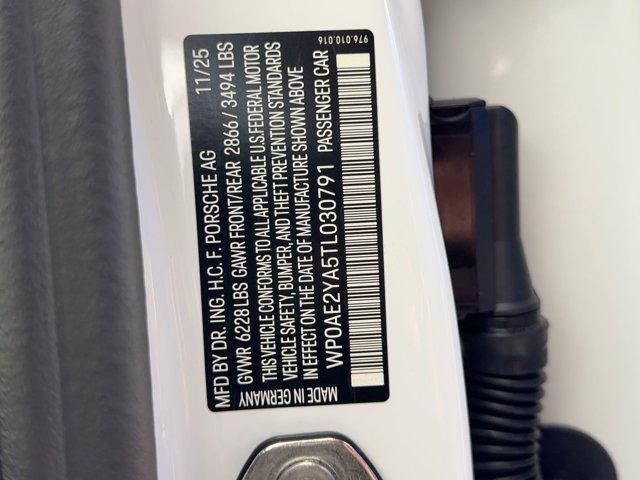 MFD BY DR. ING. H.C. F. PORSCHE AG 11/25
GVWR 6228 LBS GAWR FRONT/REAR 2866 / 3494 LBS
THIS VEHICLE CONFORMS TO ALL APPLICABLE U.S.FEDERAL MOTOR
VEHICLE SAFETY, BUMPER, AND THEFT PREVENTION STANDARDS
IN EFFECT ON THE DATE OF MANUFACTURE SHOWN ABOVE
WP0AE2YA5TL030791 PASSENGER CAR
MADE IN GERMANY
976.010.016